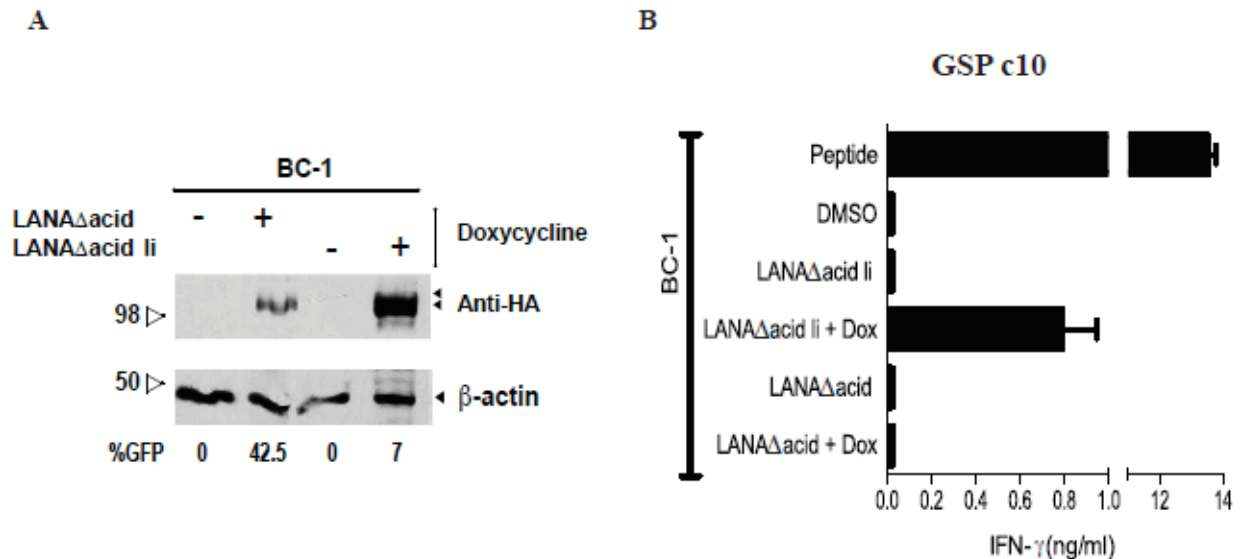 A
BC-1
LANAΔacid - +
LANAΔacid li - +
Doxycycline
98
Anti-HA
50
β-actin
%GFP 0 42.5 0 7
B
GSP c10
BC-1
Peptide
DMSO
LANAΔacid li
LANAΔacid li + Dox
LANAΔacid
LANAΔacid + Dox
0.0 0.2 0.4 0.6 0.8 1.0 12 14
IFN- γ(ng/ml)